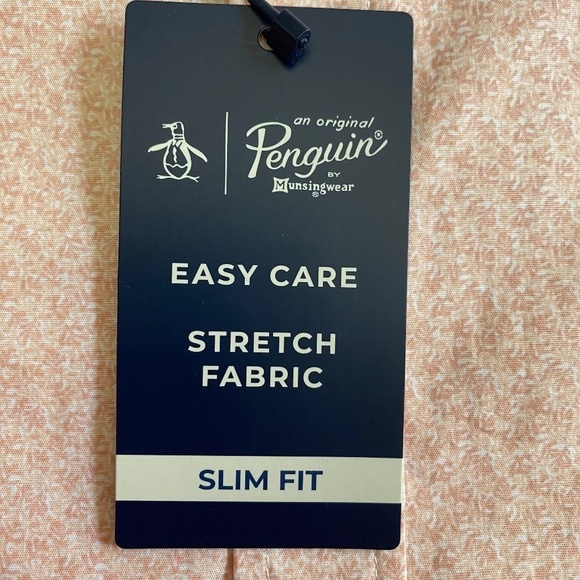 an original
Penguin®
BY
Munsingwear®
EASY CARE
STRETCH
FABRIC
SLIM FIT